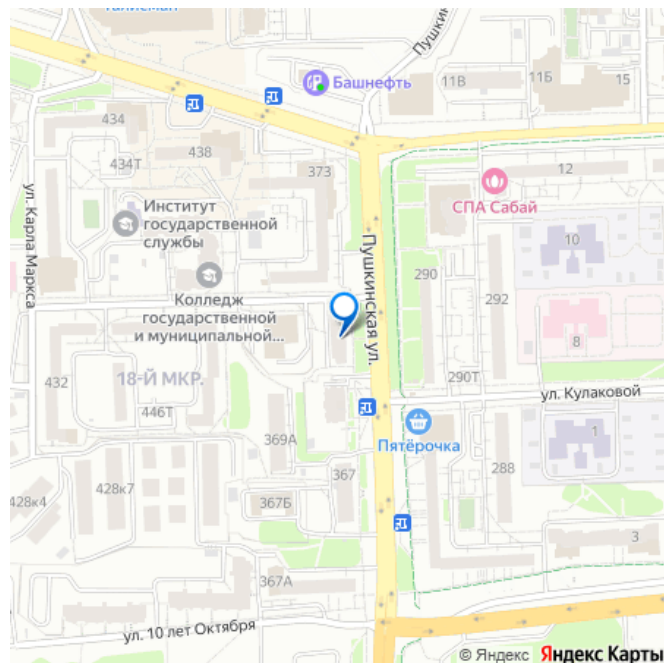 Талисман
Пушкин
Башнефть
11В
11Б
15
434
434Т
438
373
12
СПА Сабай
ул. Карла Маркса
Институт
государственной
службы
Пушкинская ул.
10
290
292
Колледж
государственной
и муниципальной...
8
432
18-Й МКР.
446Т
290Т
ул. Кулаковой
369А
Пятёрочка
1
367
288
428к4
428к7
367Б
3
367А
ул. 10 лет Октября
© Яндекс Яндекс Карты